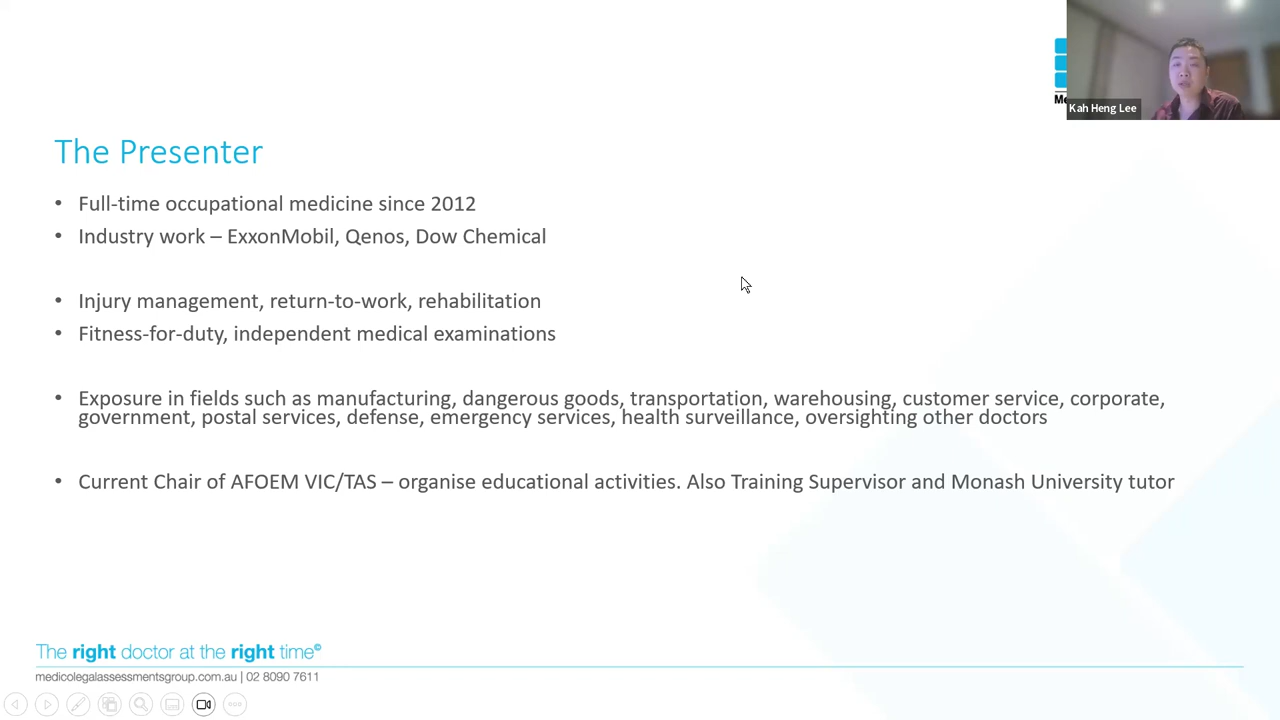 Me
Kah Heng Lee
The Presenter
• Full-time occupational medicine since 2012
• Industry work – ExxonMobil, Qenos, Dow Chemical
• Injury management, return-to-work, rehabilitation
• Fitness-for-duty, independent medical examinations
• Exposure in fields such as manufacturing, dangerous goods, transportation, warehousing, customer service, corporate,
government, postal services, defense, emergency services, health surveillance, oversighting other doctors
• Current Chair of AFOEM VIC/TAS – organise educational activities. Also Training Supervisor and Monash University tutor
The right doctor at the right time©
medicolegalassessmentsgroup.com.au | 02 8090 7611